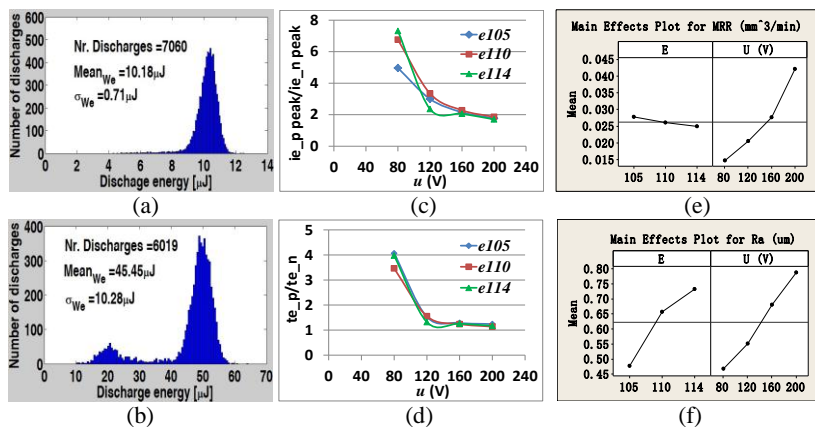 600
500
400
300
200
100
0
Number of discharges
Nr. Discharges =7060
Mean_We =10.18μJ
σ_We =0.71μJ
0 2 4 6 8 10 12 14
Dischage energy [μJ]
(a)
8
6
4
2
0
ie_p peak/ie_n peak
e105
e110
e114
0 40 80 120 160 200 240
u (V)
(c)
Main Effects Plot for MRR (mm^3/min)
E U (V)
0.045
0.040
0.035
0.030
0.025
0.020
0.015
Mean
105 110 114 80 120 160 200
(e)
400
300
200
100
0
Number of discharges
Nr. Discharges =6019
Mean_We =45.45μJ
σ_We =10.28μJ
0 10 20 30 40 50 60 70
Discharge energy [μJ]
(b)
5
4
3
2
1
0
te_p/te_n
e105
e110
e114
0 40 80 120 160 200 240
u (V)
(d)
Main Effects Plot for Ra (um)
E U (V)
0.80
0.75
0.70
0.65
0.60
0.55
0.50
0.45
Mean
105 110 114 80 120 160 200
(f)